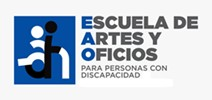 ESCUELA DE
ARTES Y
OFICIOS
PARA PERSONAS CON
DISCAPACIDAD